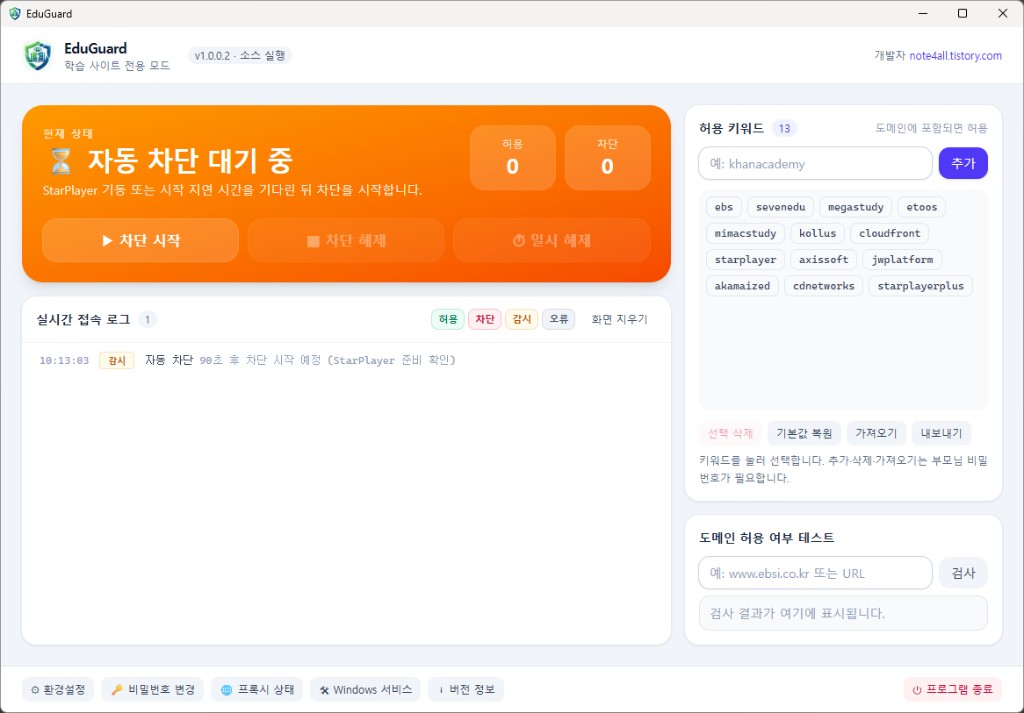 EduGuard
EduGuard
학습 사이트 전용 모드
v1.0.0.2 · 소스 실행
개발자 note4all.tistory.com
현재 상태
⏳ 자동 차단 대기 중
StarPlayer 기동 또는 시작 지연 시간을 기다린 뒤 차단을 시작합니다.
허용
0
차단
0
▶ 차단 시작
■ 차단 해제
⏱ 일시 해제
실시간 접속 로그 1
허용 차단 감시 오류 화면 지우기
10:13:03 감시 자동 차단 90초 후 차단 시작 예정 (StarPlayer 준비 확인)
허용 키워드 13
도메인에 포함되면 허용
예: khanacademy
추가
ebs sevenedu megastudy etoos
mimacstudy kollus cloudfront
starplayer axissoft jwplatform
akamaized cdnetworks starplayerplus
선택 삭제 기본값 복원 가져오기 내보내기
키워드를 눌러 선택합니다. 추가·삭제·가져오기는 부모님 비밀
번호가 필요합니다.
도메인 허용 여부 테스트
예: www.ebsi.co.kr 또는 URL
검사
검사 결과가 여기에 표시됩니다.
⚙ 환경설정 🔑 비밀번호 변경 🌐 프록시 상태 🛠 Windows 서비스 ℹ 버전 정보
⏻ 프로그램 종료